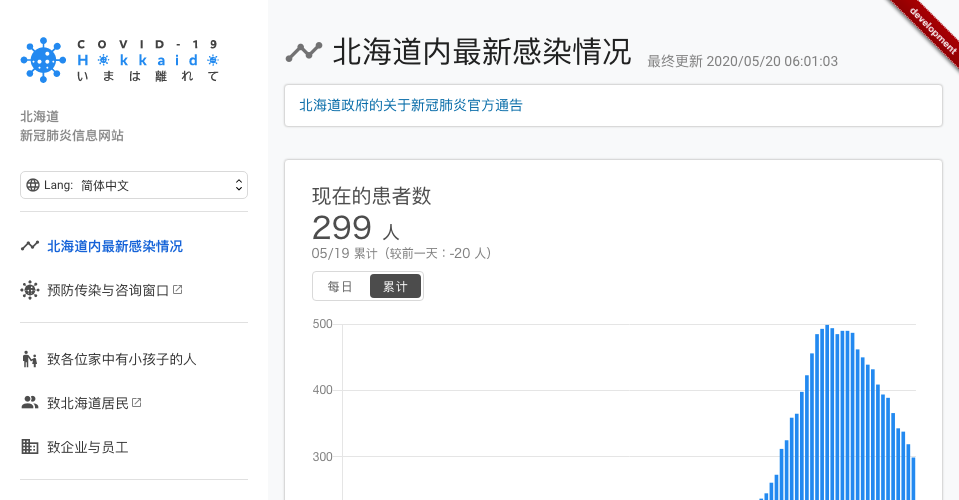 COVID-19
Hokkaido
いまは離れて
北海道
新冠肺炎信息网站
Lang: 简体中文
北海道内最新感染情况
预防传染与咨询窗口
致各位家中有小孩子的人
致北海道居民
致企业与员工
development
北海道内最新感染情况
最终更新 2020/05/20 06:01:03
北海道政府的关于新冠肺炎官方通告
现在的患者数
299 人
05/19 累计（较前一天：-20 人）
每日 累计
500
400
300